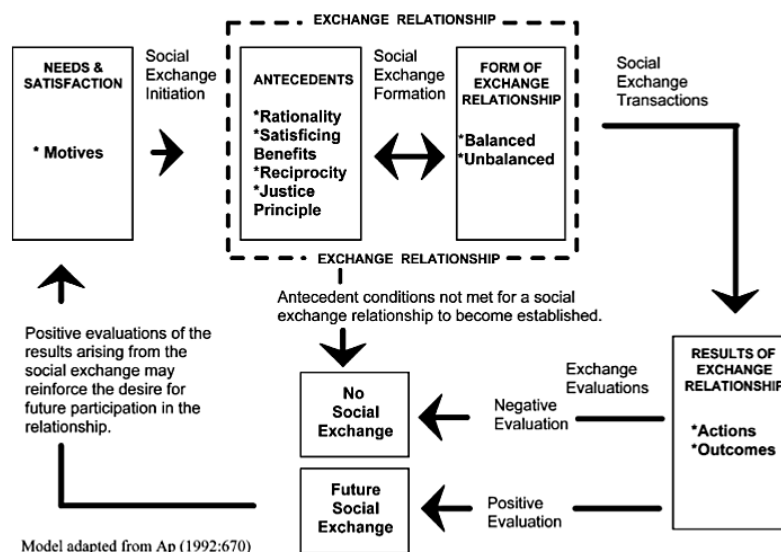 EXCHANGE RELATIONSHIP
NEEDS &
SATISFACTION
* Motives
Social
Exchange
Initiation
ANTECEDENTS
*Rationality
*Satisficing
Benefits
*Reciprocity
*Justice
Principle
Social
Exchange
Formation
FORM OF
EXCHANGE
RELATIONSHIP
*Balanced
*Unbalanced
Social
Exchange
Transactions
EXCHANGE RELATIONSHIP
Antecedent conditions not met for a social
exchange relationship to become established.
Positive evaluations of the
results arising from the
social exchange may
reinforce the desire for
future participation in the
relationship.
No
Social
Exchange
Exchange
Evaluations
Negative
Evaluation
RESULTS OF
EXCHANGE
RELATIONSHIP
*Actions
*Outcomes
Future
Social
Exchange
Positive
Evaluation
Model adapted from Ap (1992:670)